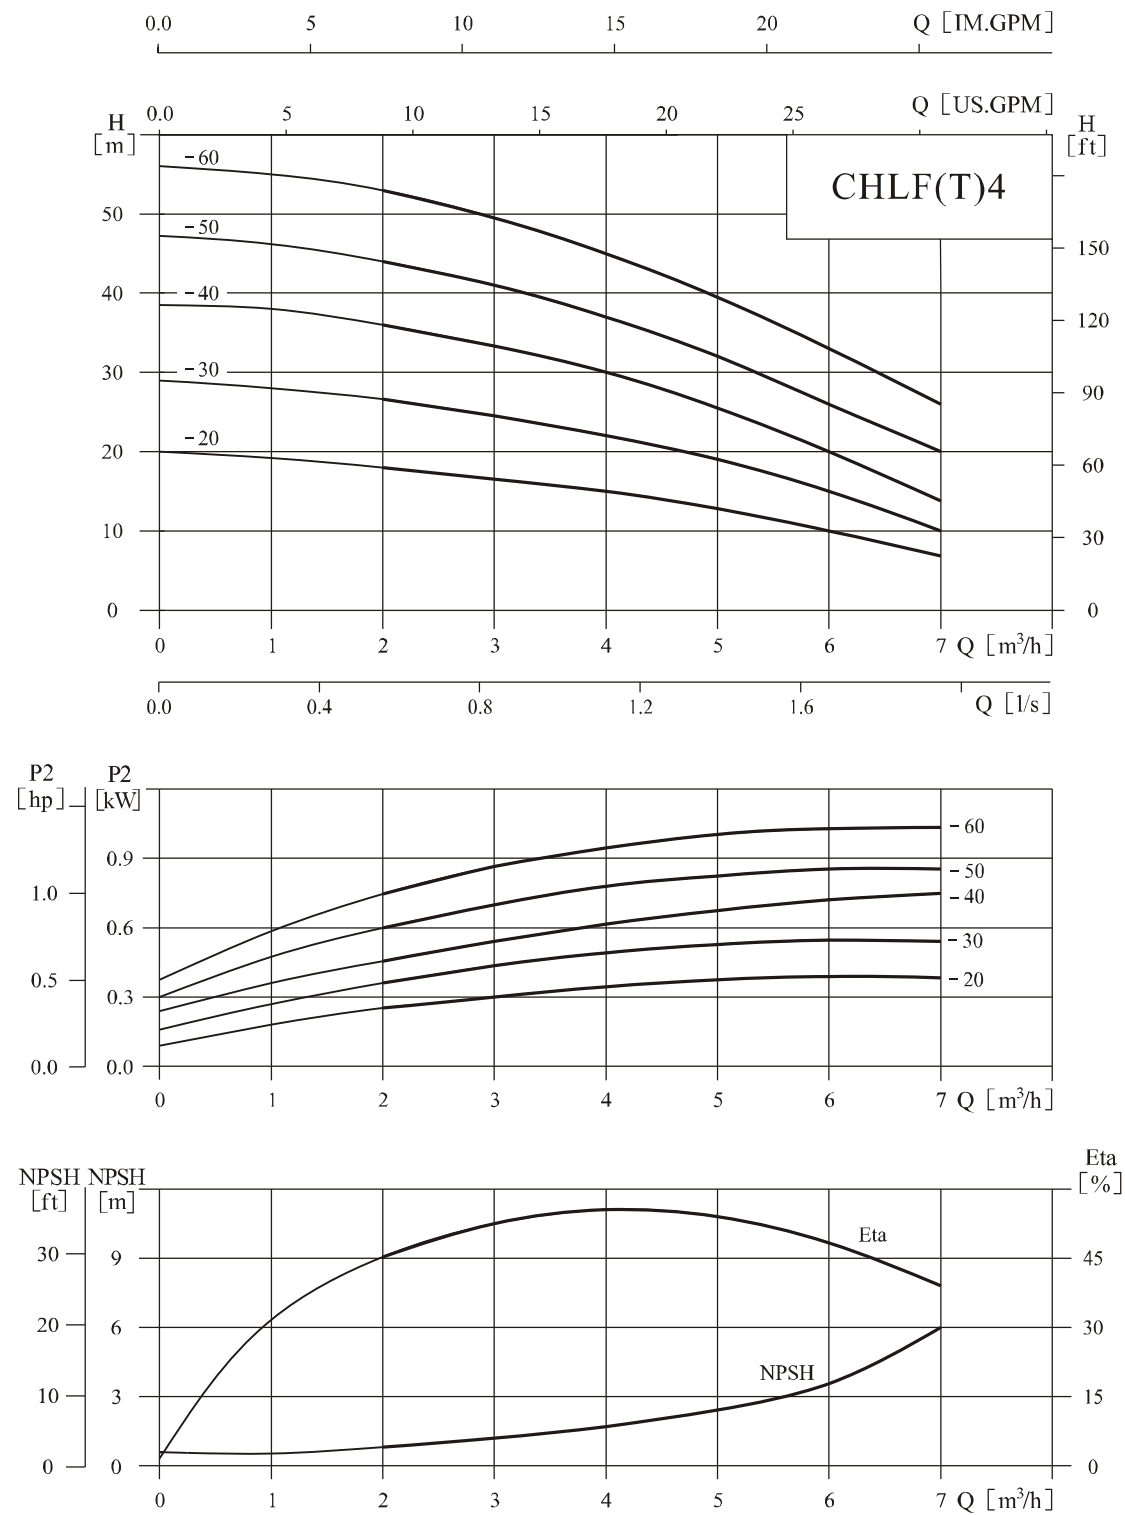 0.0 5 10 15 20 Q [IM.GPM]
0.0 5 10 15 20 25 Q [US.GPM]
H
[m]
H
[ft]
CHLF(T)4
-60
-50
-40
-30
-20
50
40
30
20
10
0
150
120
90
60
30
0
0 1 2 3 4 5 6 7 Q [m³/h]
0.0 0.4 0.8 1.2 1.6 Q [l/s]
P2
[hp]
P2
[kW]
1.0
0.5
0.0
0.9
0.6
0.3
0.0
-60
-50
-40
-30
-20
0 1 2 3 4 5 6 7 Q [m³/h]
NPSH
[ft]
NPSH
[m]
Eta
[%]
30
20
10
0
9
6
3
0
Eta
NPSH
45
30
15
0
0 1 2 3 4 5 6 7 Q [m³/h]